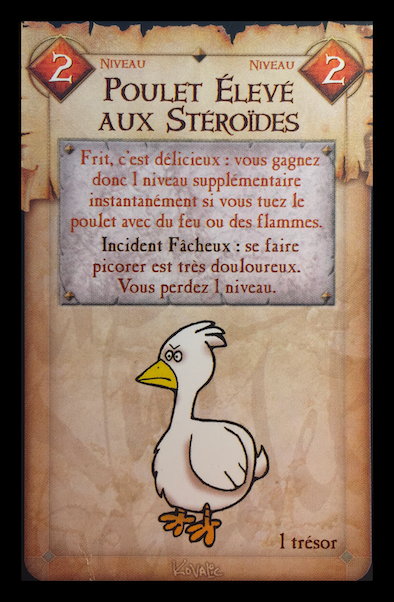 2 Niveau Niveau 2
Poulet Élevé
aux Stéroïdes
Frit, c'est délicieux : vous gagnez
donc 1 niveau supplémentaire
instantanément si vous tuez le
poulet avec du feu ou des flammes.
Incident Fâcheux : se faire
picorer est très douloureux.
Vous perdez 1 niveau.
1 trésor
Kovalic